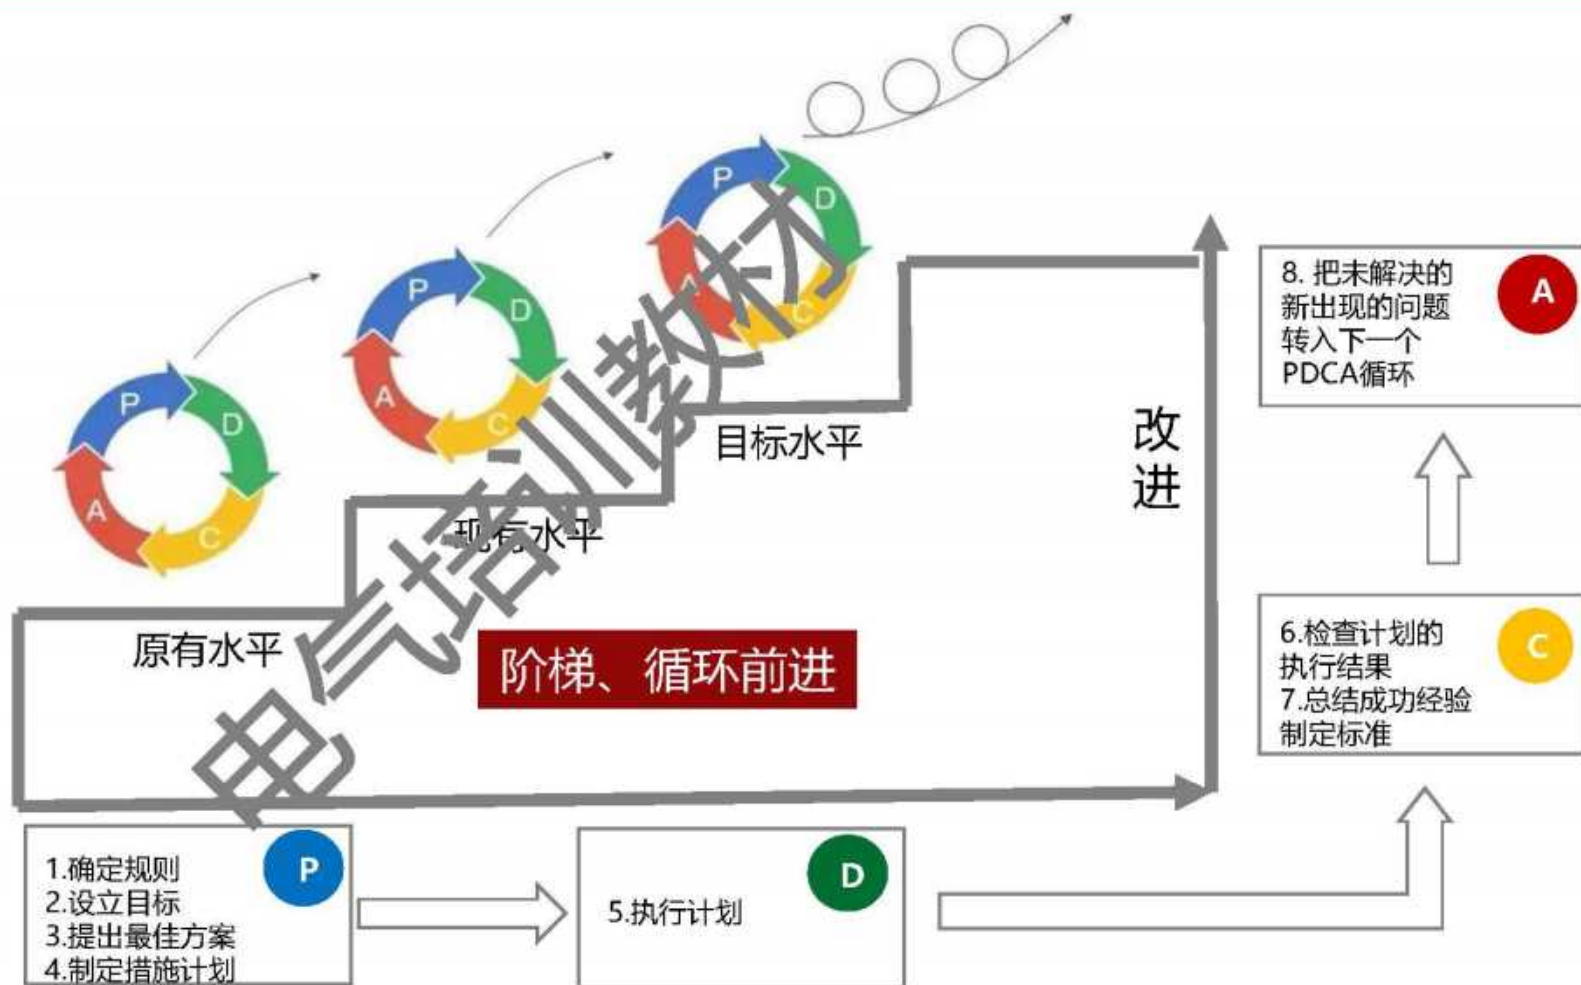 P
D
C
A
P
D
C
A
P
D
C
A
原有水平
现有水平
目标水平
改
进
阶梯、循环前进
电气培训教材
1.确定规则
2.设立目标
3.提出最佳方案
4.制定措施计划
P
5.执行计划
D
6.检查计划的
执行结果
7.总结成功经验
制定标准
C
8. 把未解决的
新出现的问题
转入下一个
PDCA循环
A